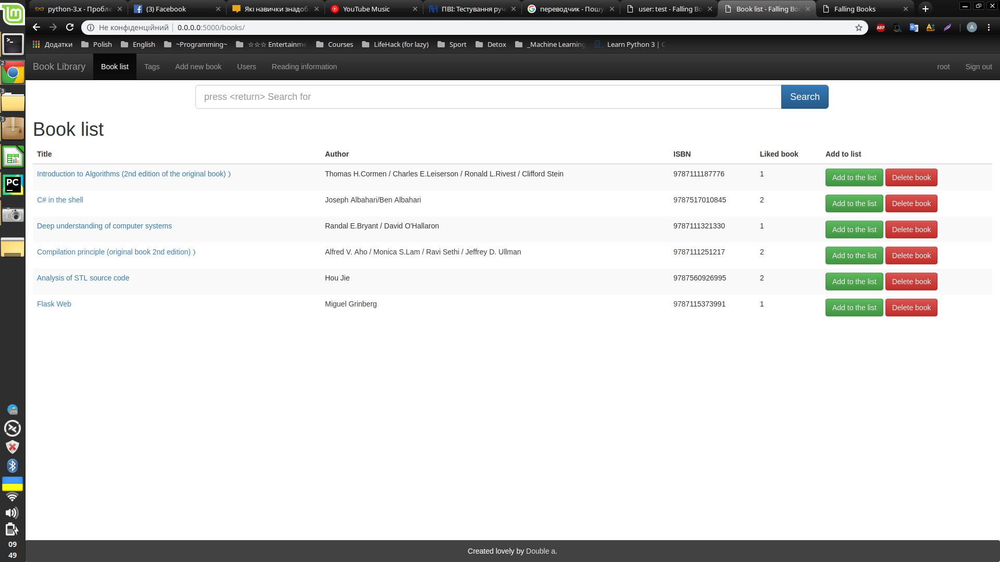 python-3.x - Пробле
(3) Facebook
Які навички знадоб
YouTube Music
ПВІ: Тестування руч
переводчик - Пошу
user: test - Falling Bo
Book list - Falling Boo
Falling Books
Не конфіденційний
0.0.0.0:5000/books/
ABP
A
Додатки
Polish
English
~Programming~
☆☆☆ Entertainme
Courses
LifeHack (for lazy)
Sport
Detox
_Machine Learning
Learn Python 3 | C
Book Library
Book list
Tags
Add new book
Users
Reading information
root
Sign out
press <return> Search for
Search
Book list
Title Author ISBN Liked book Add to list
Introduction to Algorithms (2nd edition of the original book) ) Thomas H.Cormen / Charles E.Leiserson / Ronald L.Rivest / Clifford Stein 9787111187776 1 Add to the list Delete book
C# in the shell Joseph Albahari/Ben Albahari 9787517010845 2 Add to the list Delete book
Deep understanding of computer systems Randal E.Bryant / David O'Hallaron 9787111321330 1 Add to the list Delete book
Compilation principle (original book 2nd edition) ) Alfred V. Aho / Monica S.Lam / Ravi Sethi / Jeffrey D. Ullman 9787111251217 2 Add to the list Delete book
Analysis of STL source code Hou Jie 9787560926995 2 Add to the list Delete book
Flask Web Miguel Grinberg 9787115373991 1 Add to the list Delete book
Created lovely by Double a.
2
3
3
PC
255
09
49